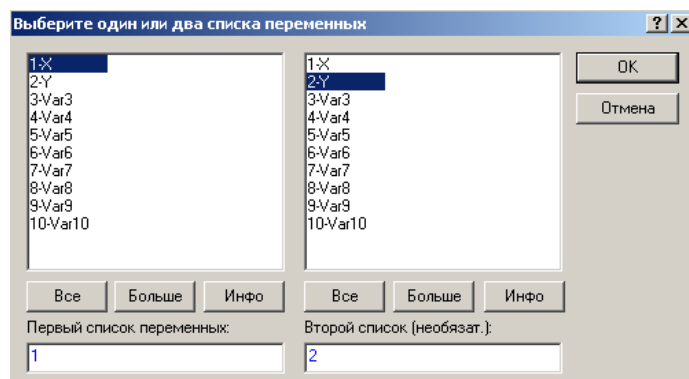 Выберите один или два списка переменных
1-X
2-Y
3-Var3
4-Var4
5-Var5
6-Var6
7-Var7
8-Var8
9-Var9
10-Var10
Все Больше Инфо
Первый список переменных:
1
1-X
2-Y
3-Var3
4-Var4
5-Var5
6-Var6
7-Var7
8-Var8
9-Var9
10-Var10
Все Больше Инфо
Второй список (необязат.):
2
OK
Отмена